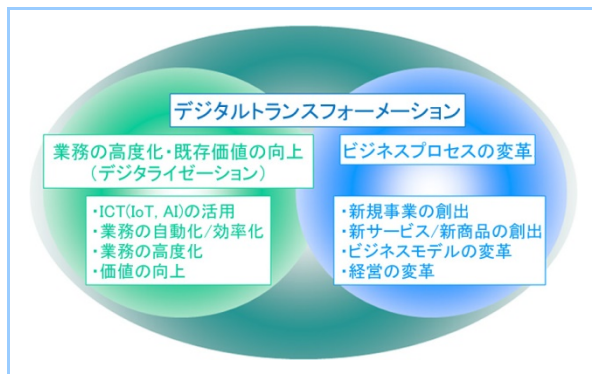 デジタルトランスフォーメーション
業務の高度化・既存価値の向上
(デジタライゼーション)
・ICT(IoT, AI)の活用
・業務の自動化/効率化
・業務の高度化
・価値の向上
ビジネスプロセスの変革
・新規事業の創出
・新サービス/新商品の創出
・ビジネスモデルの変革
・経営の変革